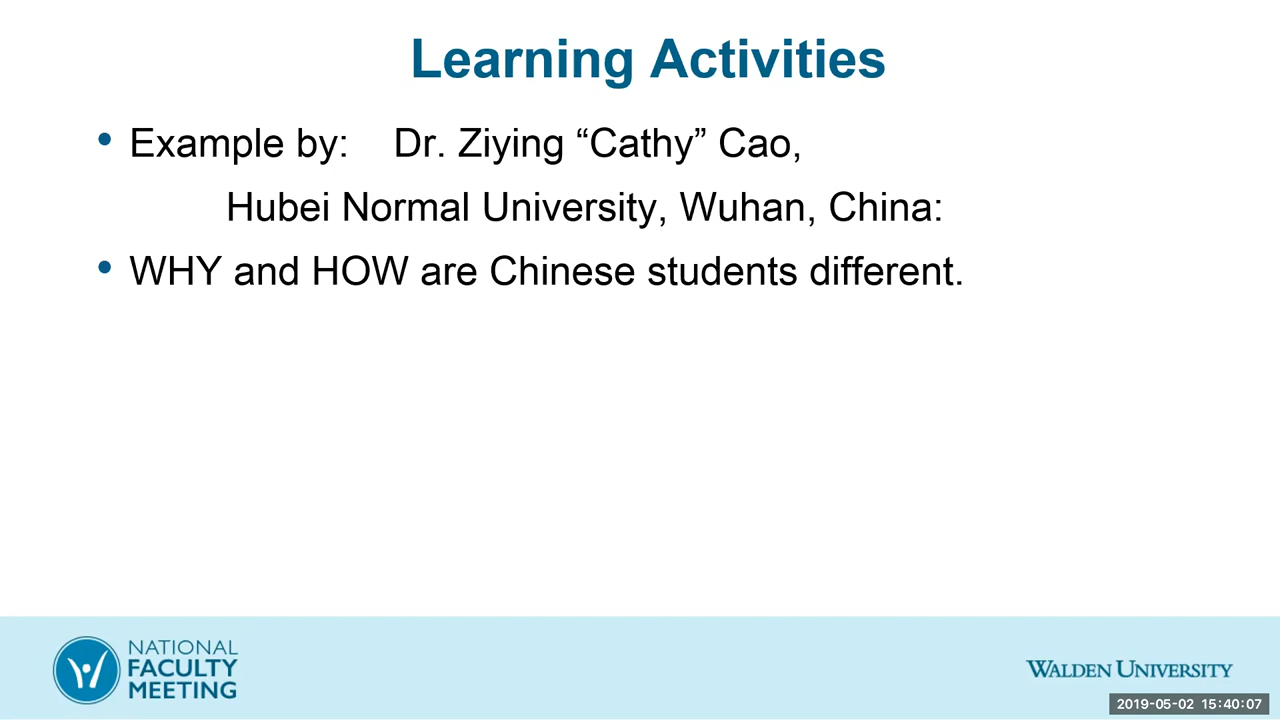 Learning Activities
• Example by: Dr. Ziying “Cathy” Cao,
Hubei Normal University, Wuhan, China:
• WHY and HOW are Chinese students different.
NATIONAL
FACULTY
MEETING
WALDEN UNIVERSITY
2019-05-02 15:40:07